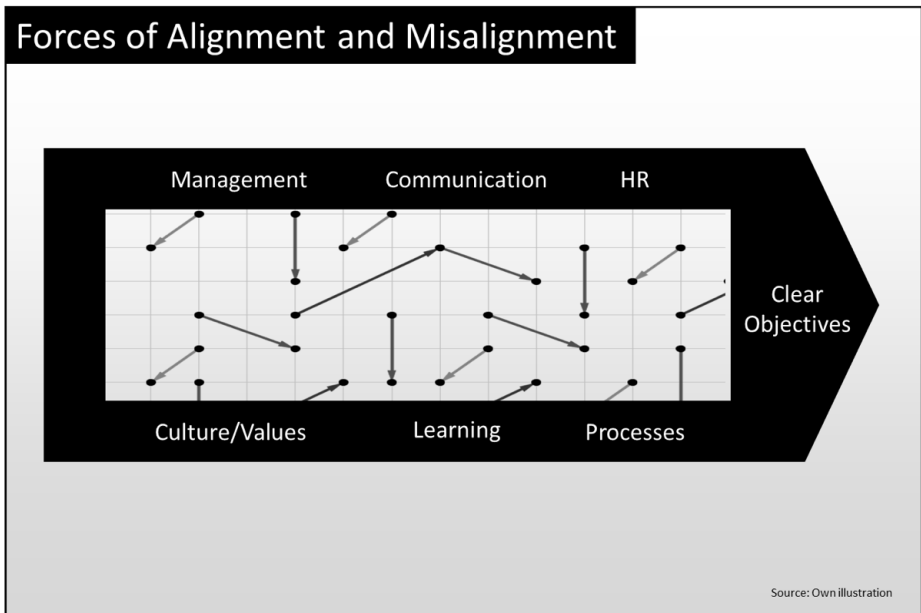 Forces of Alignment and Misalignment
Management Communication HR
Clear
Objectives
Culture/Values Learning Processes
Source: Own illustration